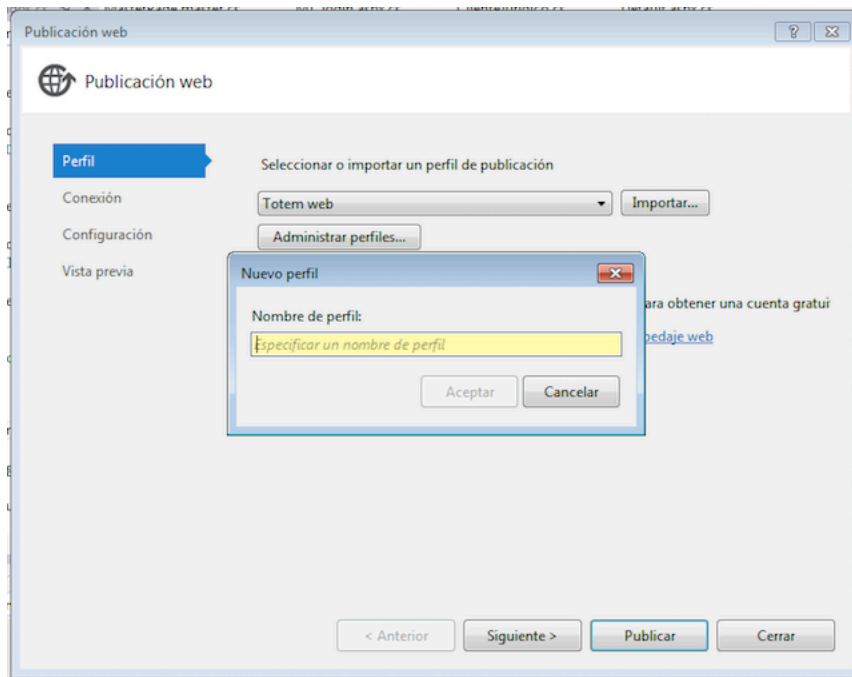 Publicación web
Publicación web
Perfil
Seleccionar o importar un perfil de publicación
Conexión
Totem web
Importar...
Configuración
Administrar perfiles...
Vista previa
Nuevo perfil
Nombre de perfil:
Especificar un nombre de perfil
Aceptar
Cancelar
ara obtener una cuenta gratui
pedaje web
< Anterior
Siguiente >
Publicar
Cerrar